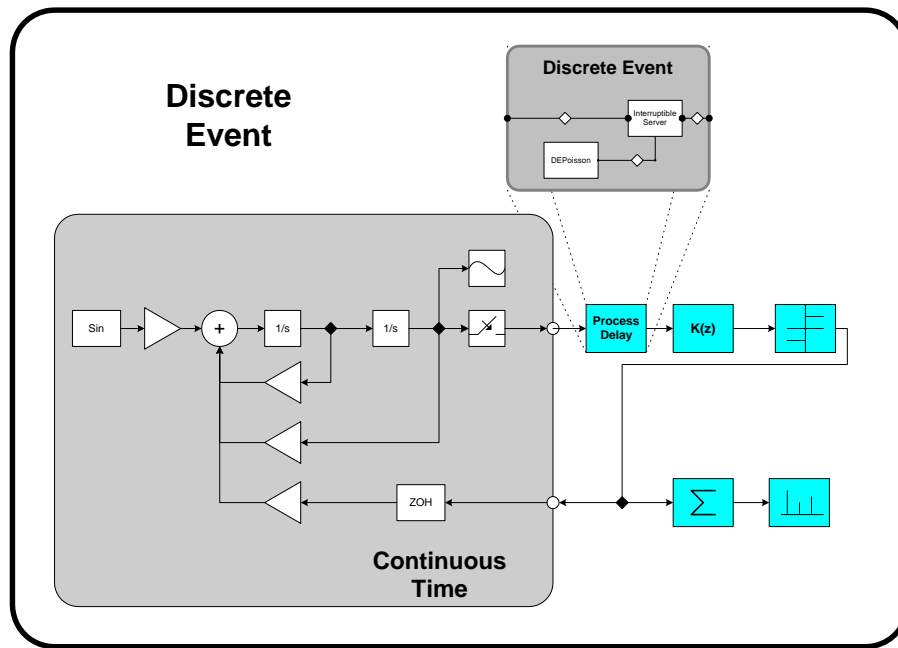 Discrete Event
Discrete
Event
Interruptible
Server
DEPoisson
Sin
+
1/s
1/s
Process
Delay
K(z)
ZOH
Σ
Continuous
Time